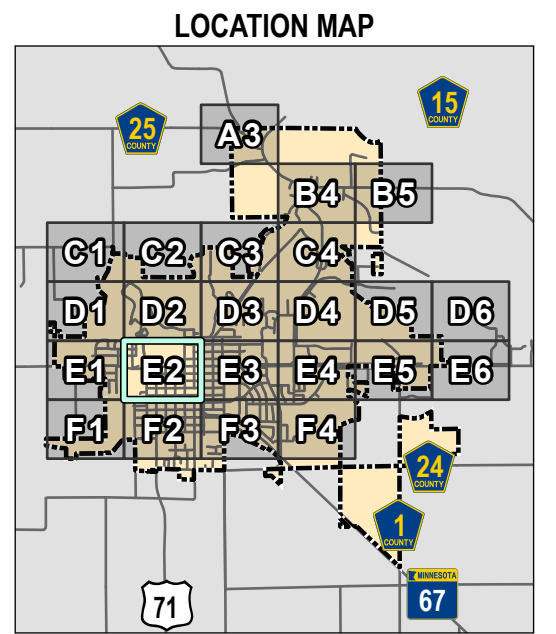 LOCATION MAP
15
COUNTY
25
COUNTY
A3
B4 B5
C1 C2 C3 C4
D1 D2 D3 D4 D5 D6
E1 E2 E3 E4 E5 E6
F1 F2 F3 F4
24
COUNTY
1
COUNTY
MINNESOTA
67
71